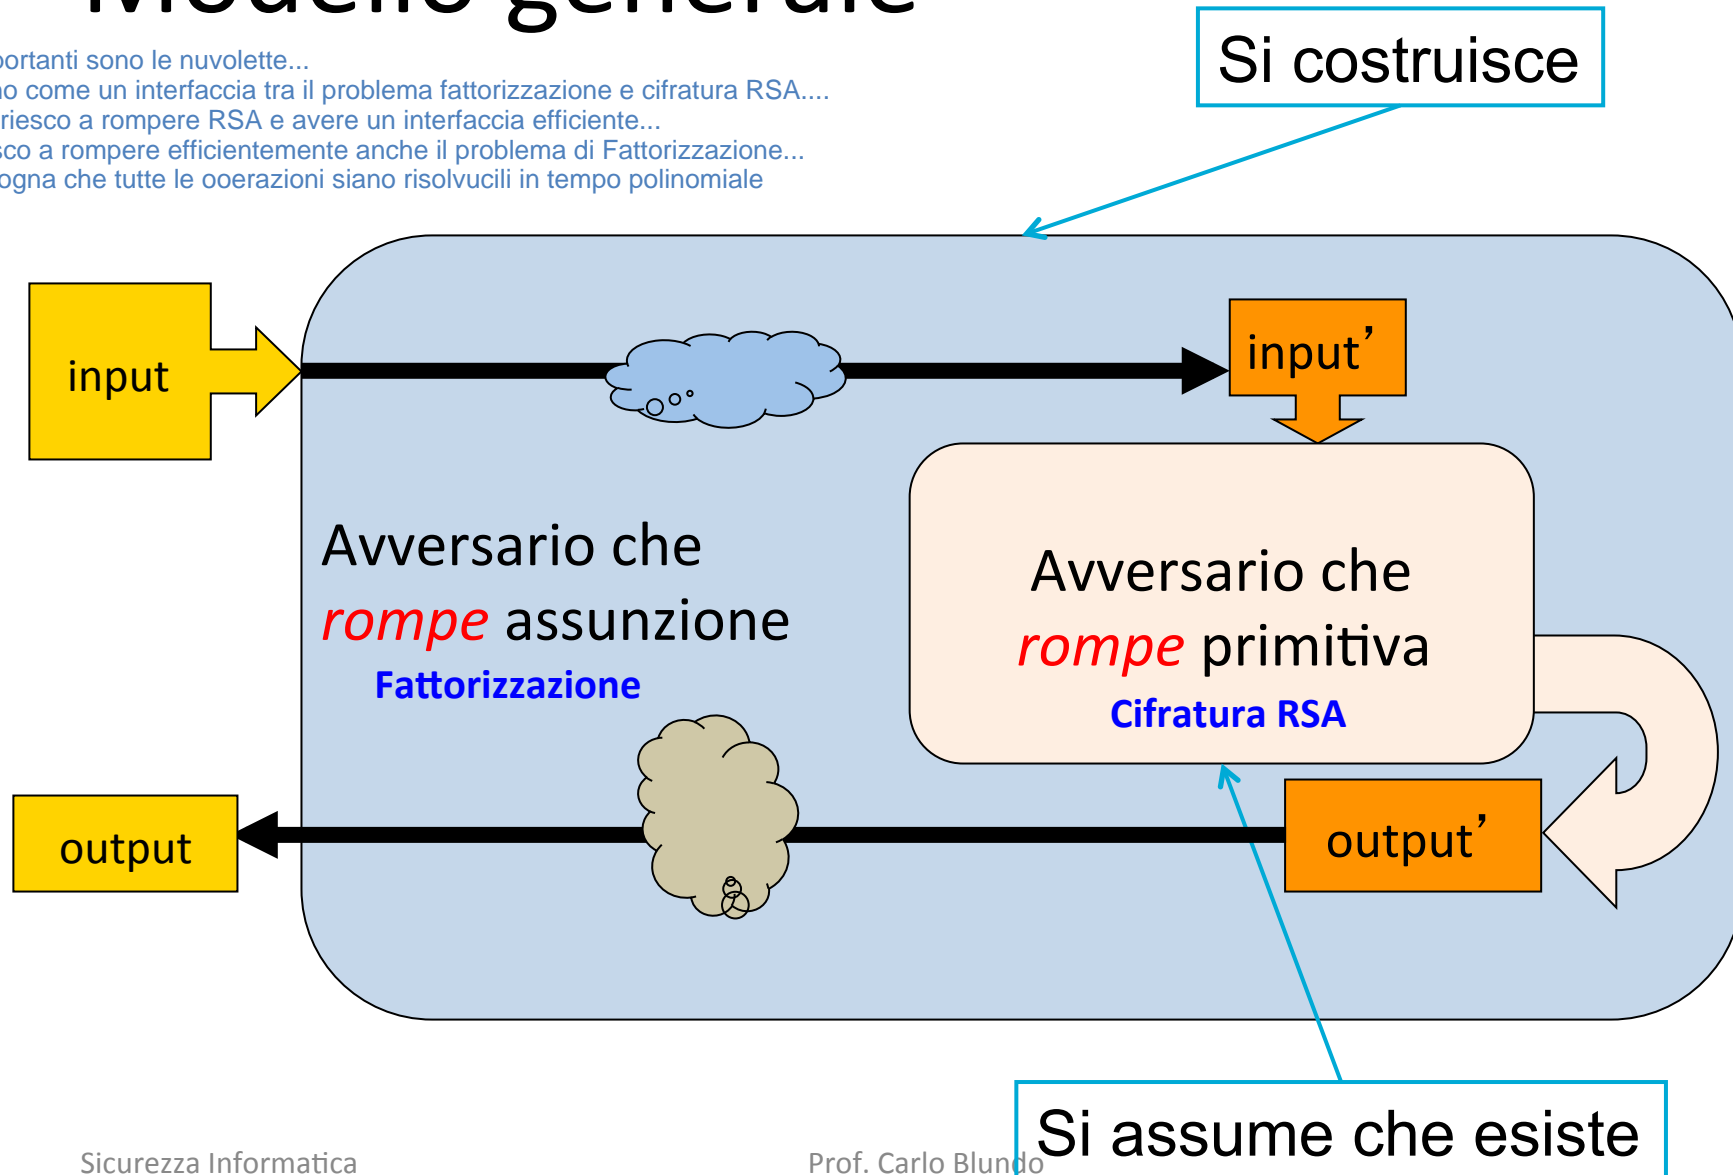 Modello generale
portanti sono le nuvolette...
no come un interfaccia tra il problema fattorizzazione e cifratura RSA....
riesco a rompere RSA e avere un interfaccia efficiente...
sco a rompere efficientemente anche il problema di Fattorizzazione...
ogna che tutte le ooerazioni siano risolvucili in tempo polinomiale
Si costruisce
input
input’
Avversario che
rompe assunzione
Fattorizzazione
Avversario che
rompe primitiva
Cifratura RSA
output
output’
Si assume che esiste
Sicurezza Informatica
Prof. Carlo Blundo